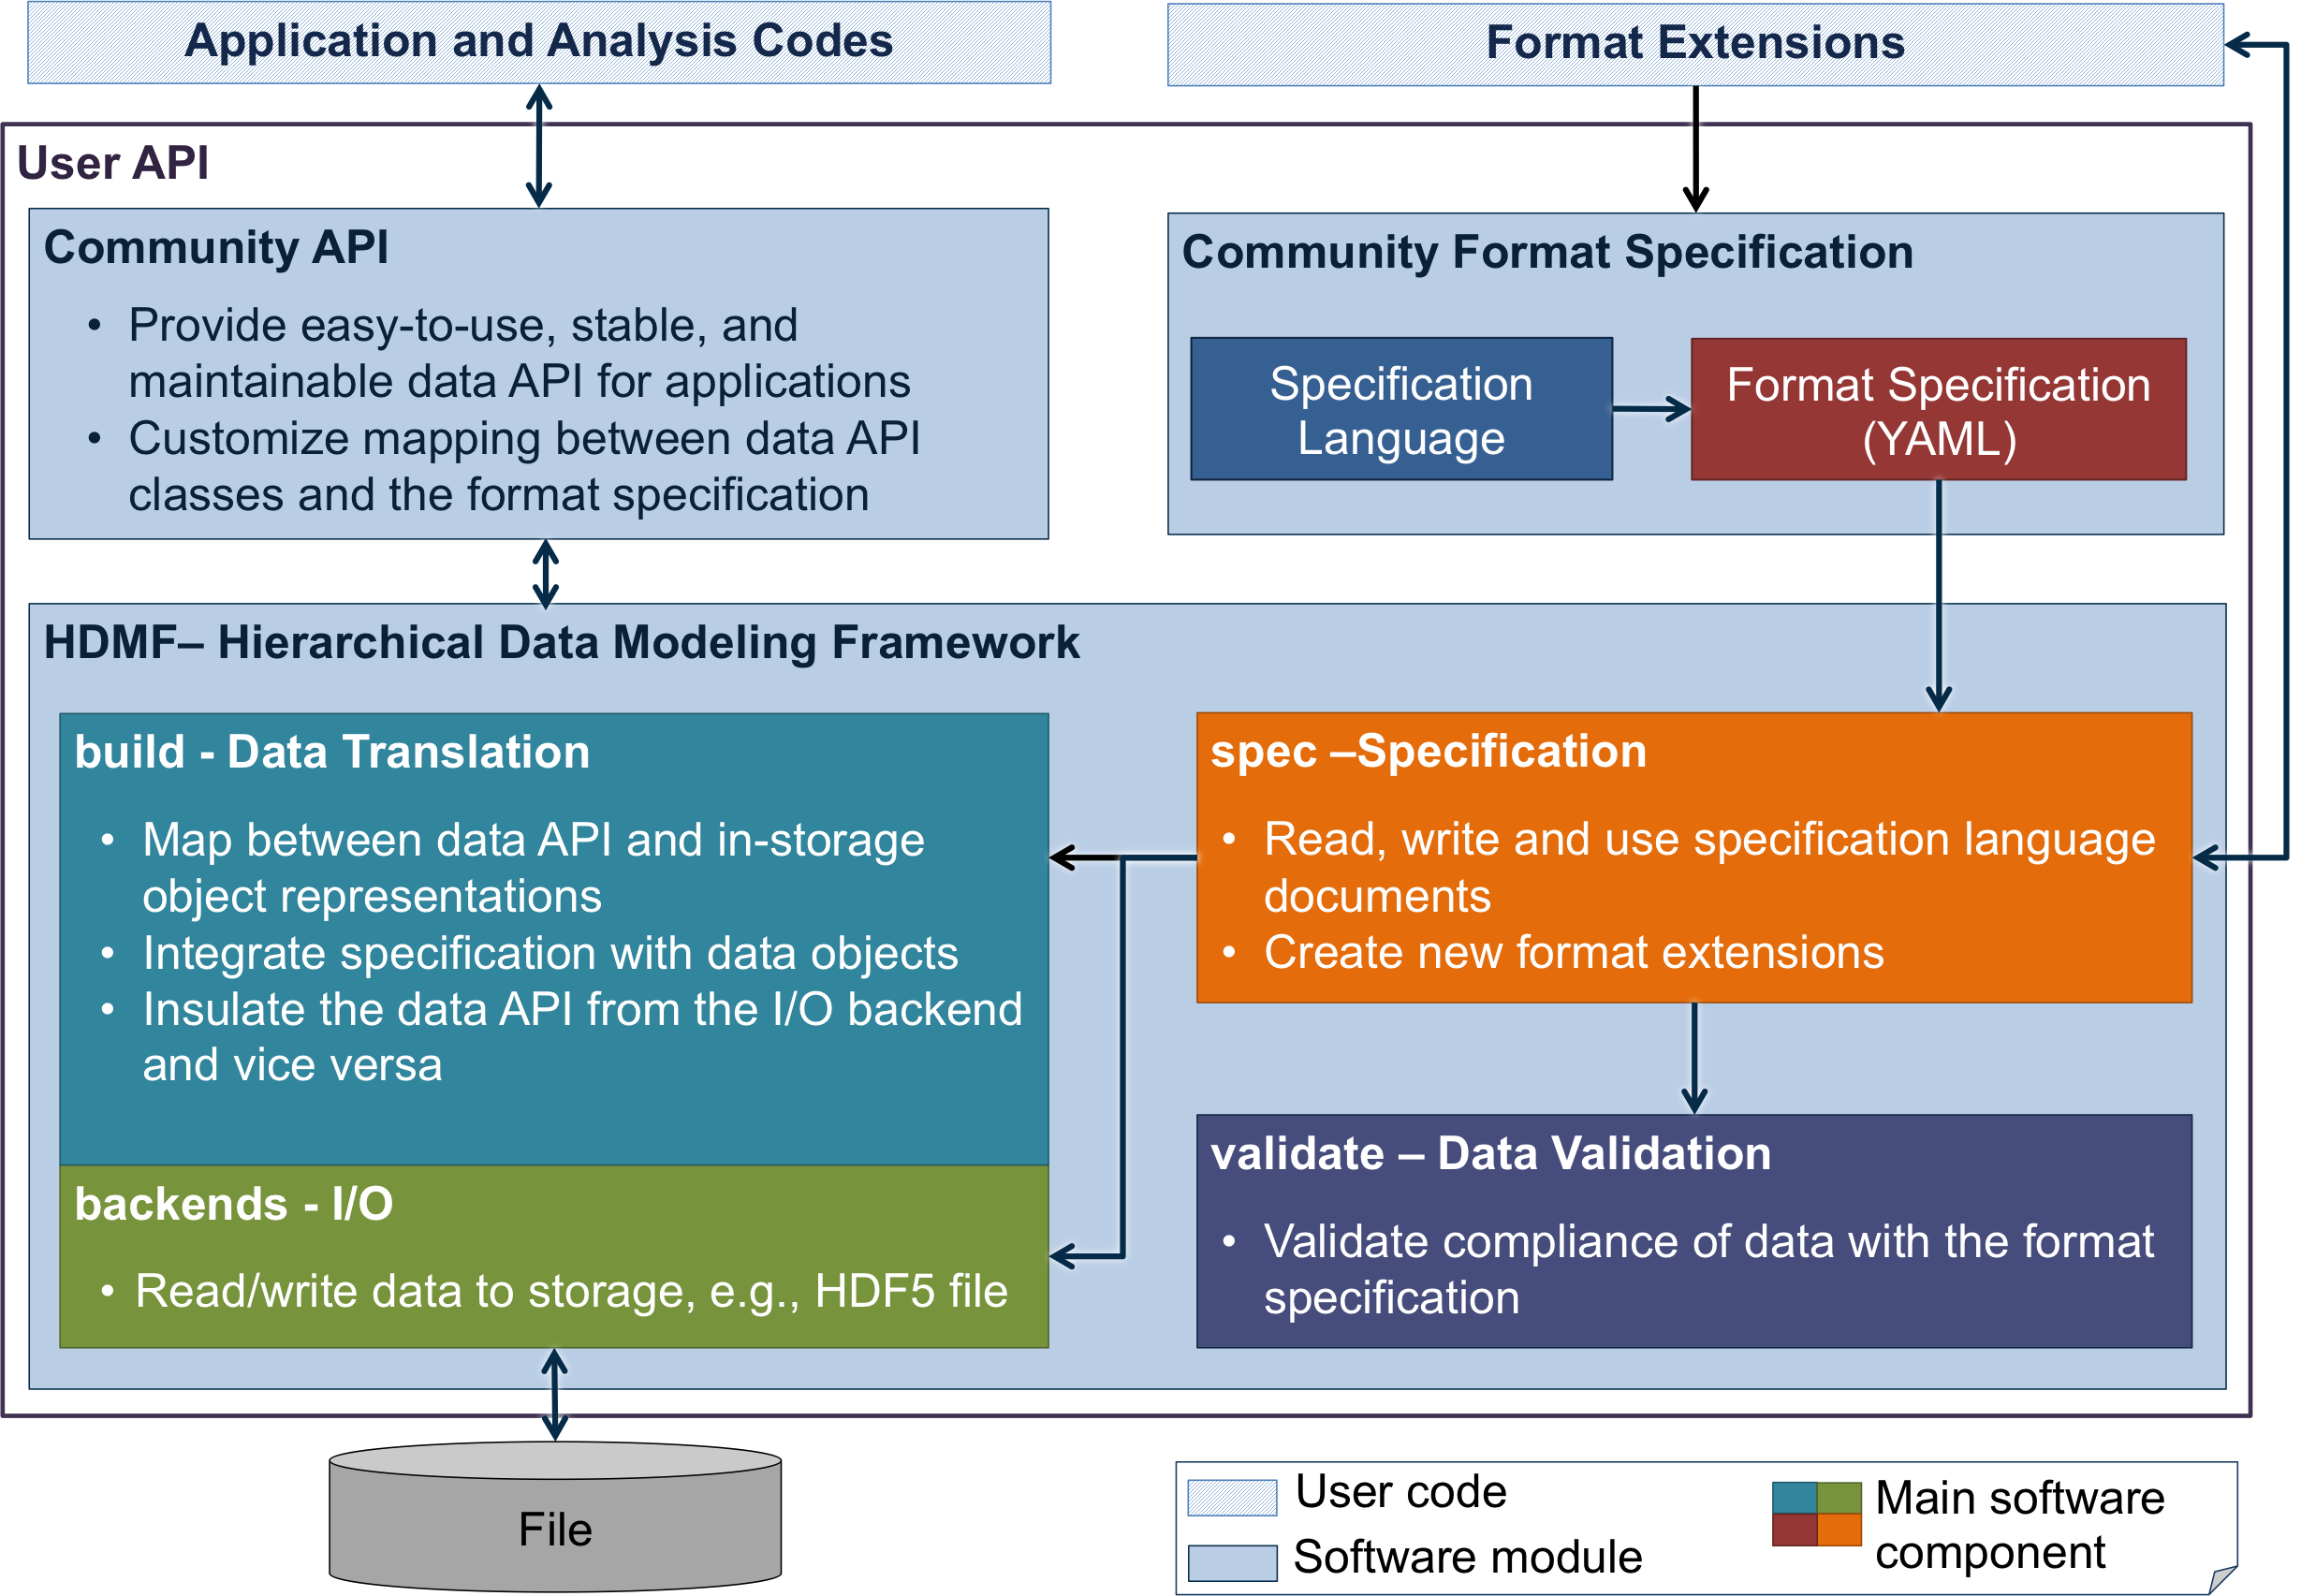 Application and Analysis Codes
Format Extensions
User API
Community API
• Provide easy-to-use, stable, and
maintainable data API for applications
• Customize mapping between data API
classes and the format specification
Community Format Specification
Specification
Language
Format Specification
(YAML)
HDMF– Hierarchical Data Modeling Framework
build - Data Translation
• Map between data API and in-storage
object representations
• Integrate specification with data objects
• Insulate the data API from the I/O backend
and vice versa
spec –Specification
• Read, write and use specification language
documents
• Create new format extensions
backends - I/O
• Read/write data to storage, e.g., HDF5 file
validate – Data Validation
• Validate compliance of data with the format
specification
File
User code
Software module
Main software
component